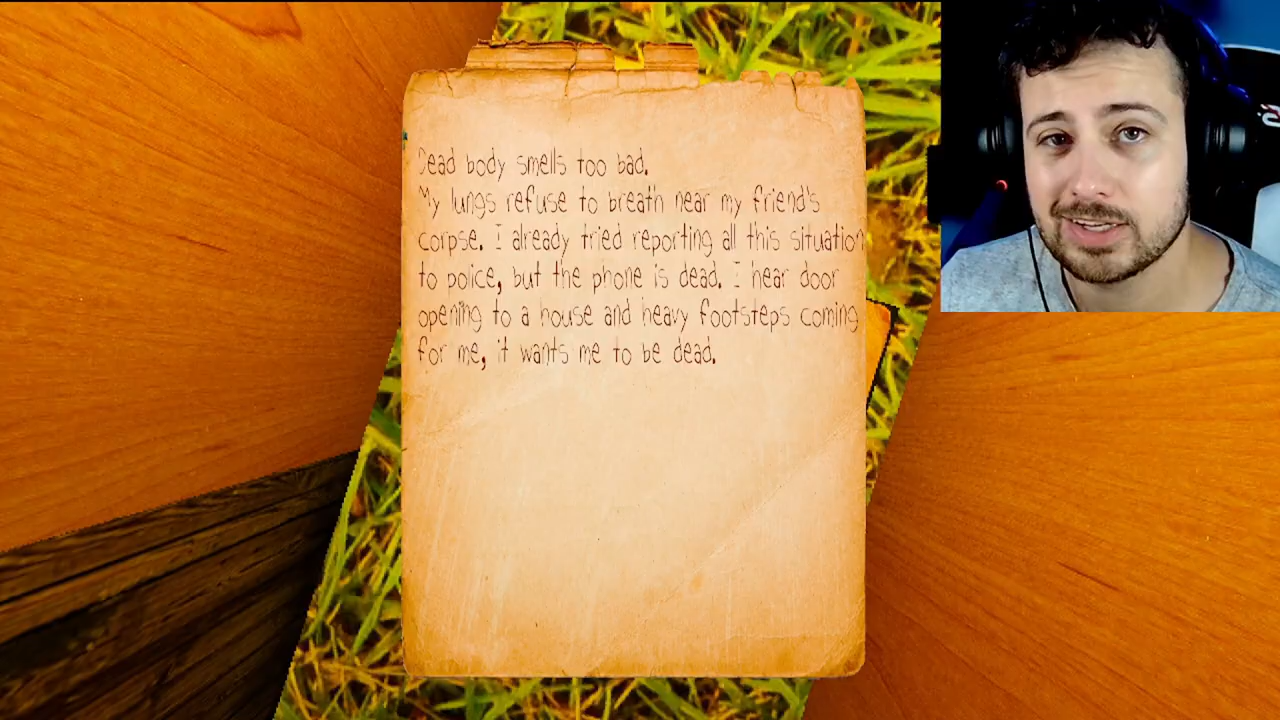 Dead body smells too bad.
My lungs refuse to breath near my friend's
corpse. I already tried reporting all this situation
to police, but the phone is dead. I hear door
opening to a house and heavy footsteps coming
for me, it wants me to be dead.